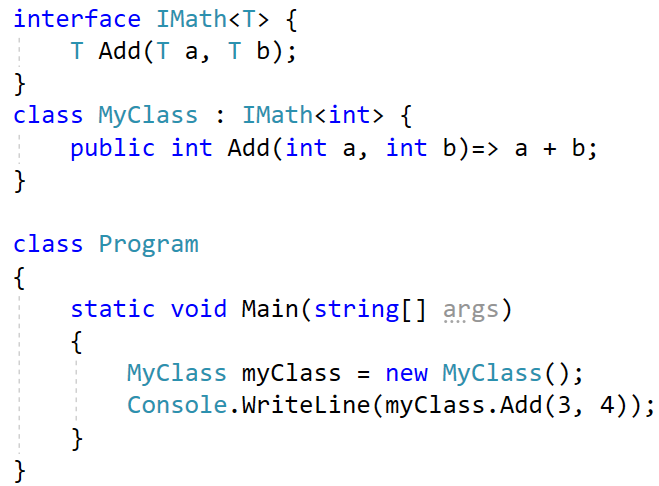 interface IMath<T> {
    T Add(T a, T b);
}
class MyClass : IMath<int> {
    public int Add(int a, int b)=> a + b;
}

class Program
{
    static void Main(string[] args)
    {
        MyClass myClass = new MyClass();
        Console.WriteLine(myClass.Add(3, 4));
    }
}